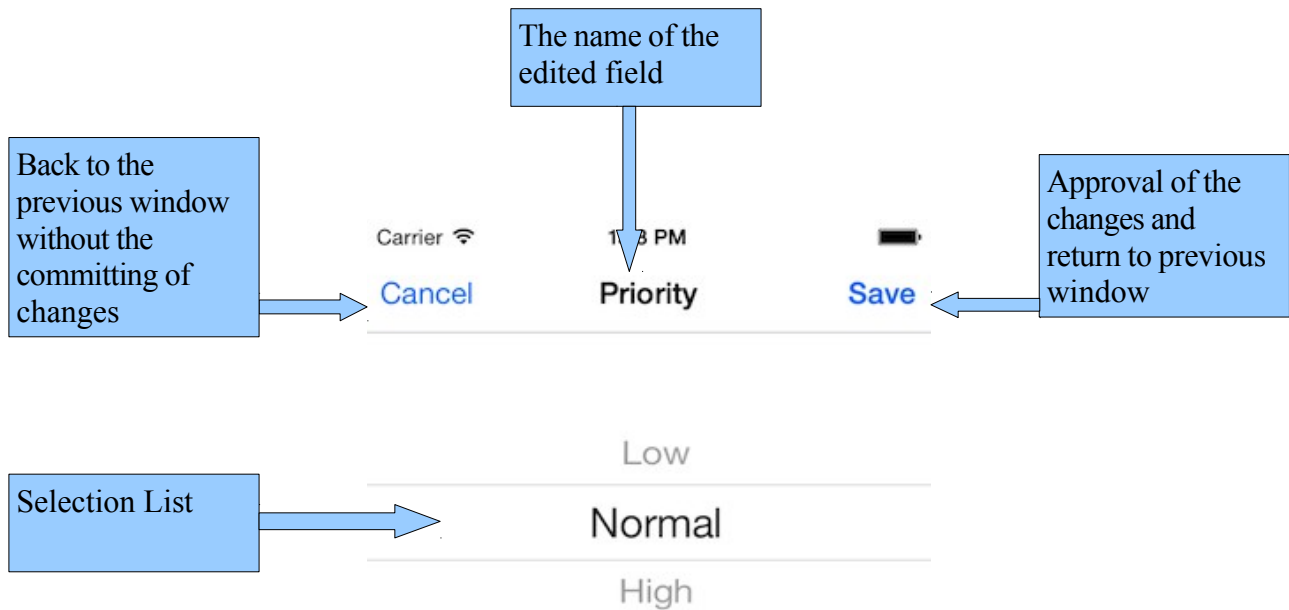 The name of the
edited field
Back to the
previous window
without the
committing of
changes
Approval of the
changes and
return to previous
window
Carrier
PM
Cancel
Priority
Save
Low
Selection List
Normal
High